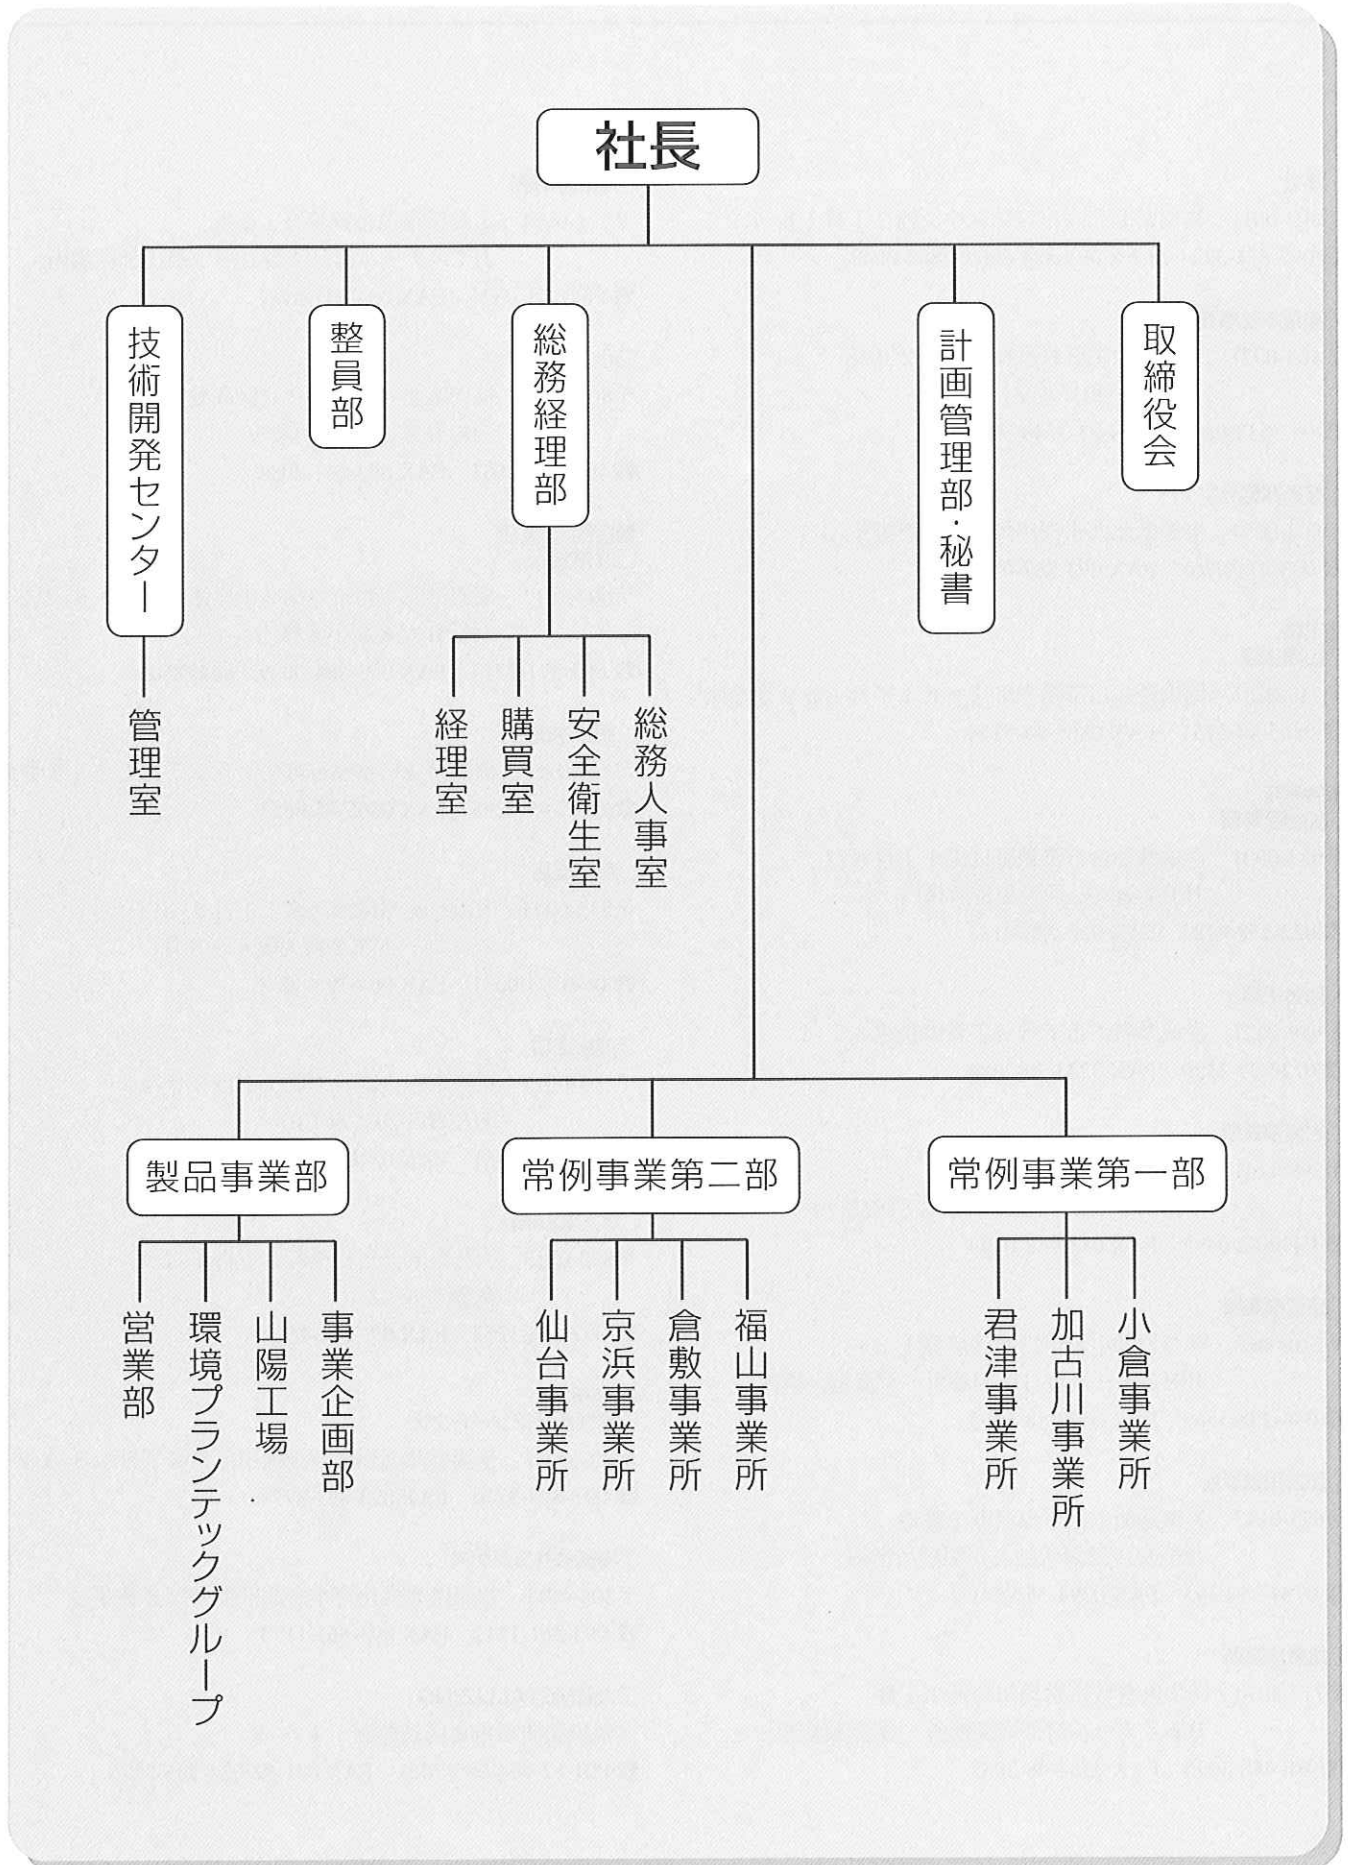 社長
取締役会
計画管理部・秘書
総務経理部
整員部
技術開発センター
総務人事室
安全衛生室
購買室
経理室
管理室
常例事業第一部
常例事業第二部
製品事業部
小倉事業所
加古川事業所
君津事業所
福山事業所
倉敷事業所
京浜事業所
仙台事業所
事業企画部
山陽工場
環境プランテックグループ
営業部